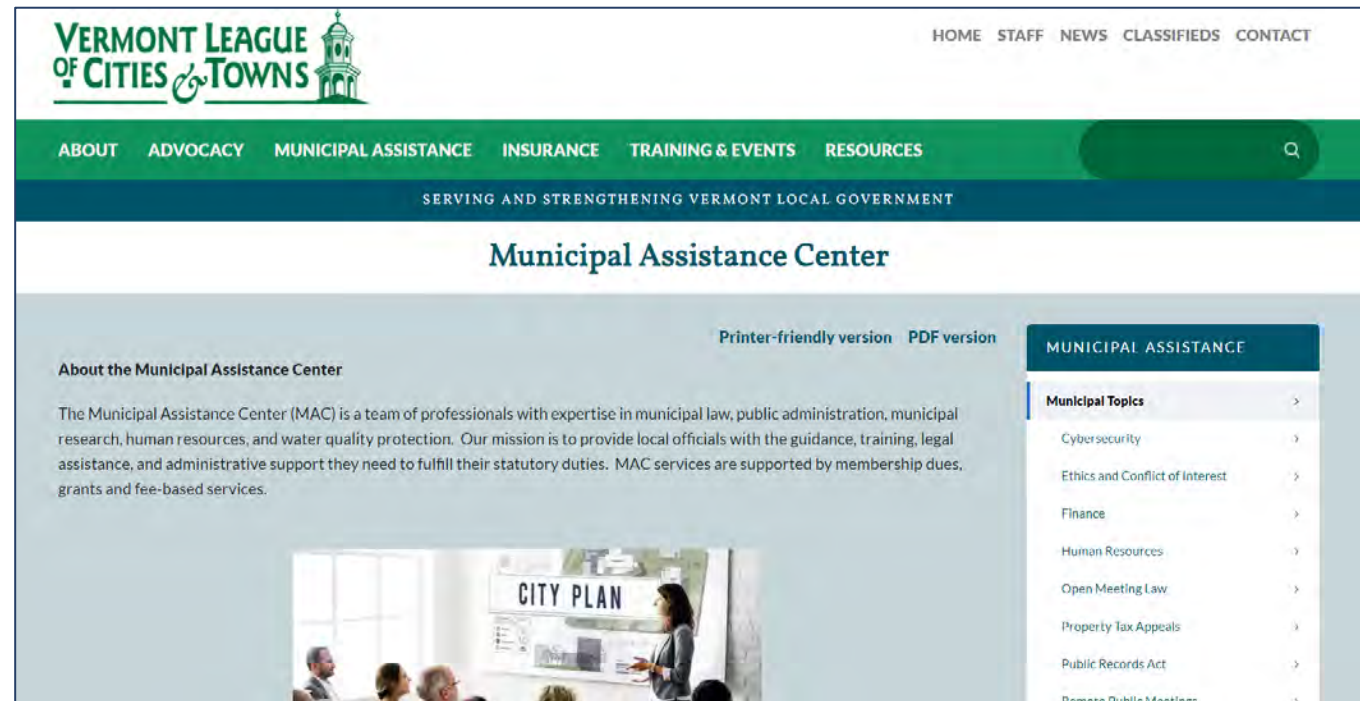 VERMONT LEAGUE
OF CITIES & TOWNS
HOME STAFF NEWS CLASSIFIEDS CONTACT
ABOUT ADVOCACY MUNICIPAL ASSISTANCE INSURANCE TRAINING & EVENTS RESOURCES
SERVING AND STRENGTHENING VERMONT LOCAL GOVERNMENT
Municipal Assistance Center
Printer-friendly version PDF version
About the Municipal Assistance Center
The Municipal Assistance Center (MAC) is a team of professionals with expertise in municipal law, public administration, municipal
research, human resources, and water quality protection. Our mission is to provide local officials with the guidance, training, legal
assistance, and administrative support they need to fulfill their statutory duties. MAC services are supported by membership dues,
grants and fee-based services.
CITY PLAN
MUNICIPAL ASSISTANCE
Municipal Topics
Cybersecurity
Ethics and Conflict of Interest
Finance
Human Resources
Open Meeting Law
Property Tax Appeals
Public Records Act
Remote Public Meetings